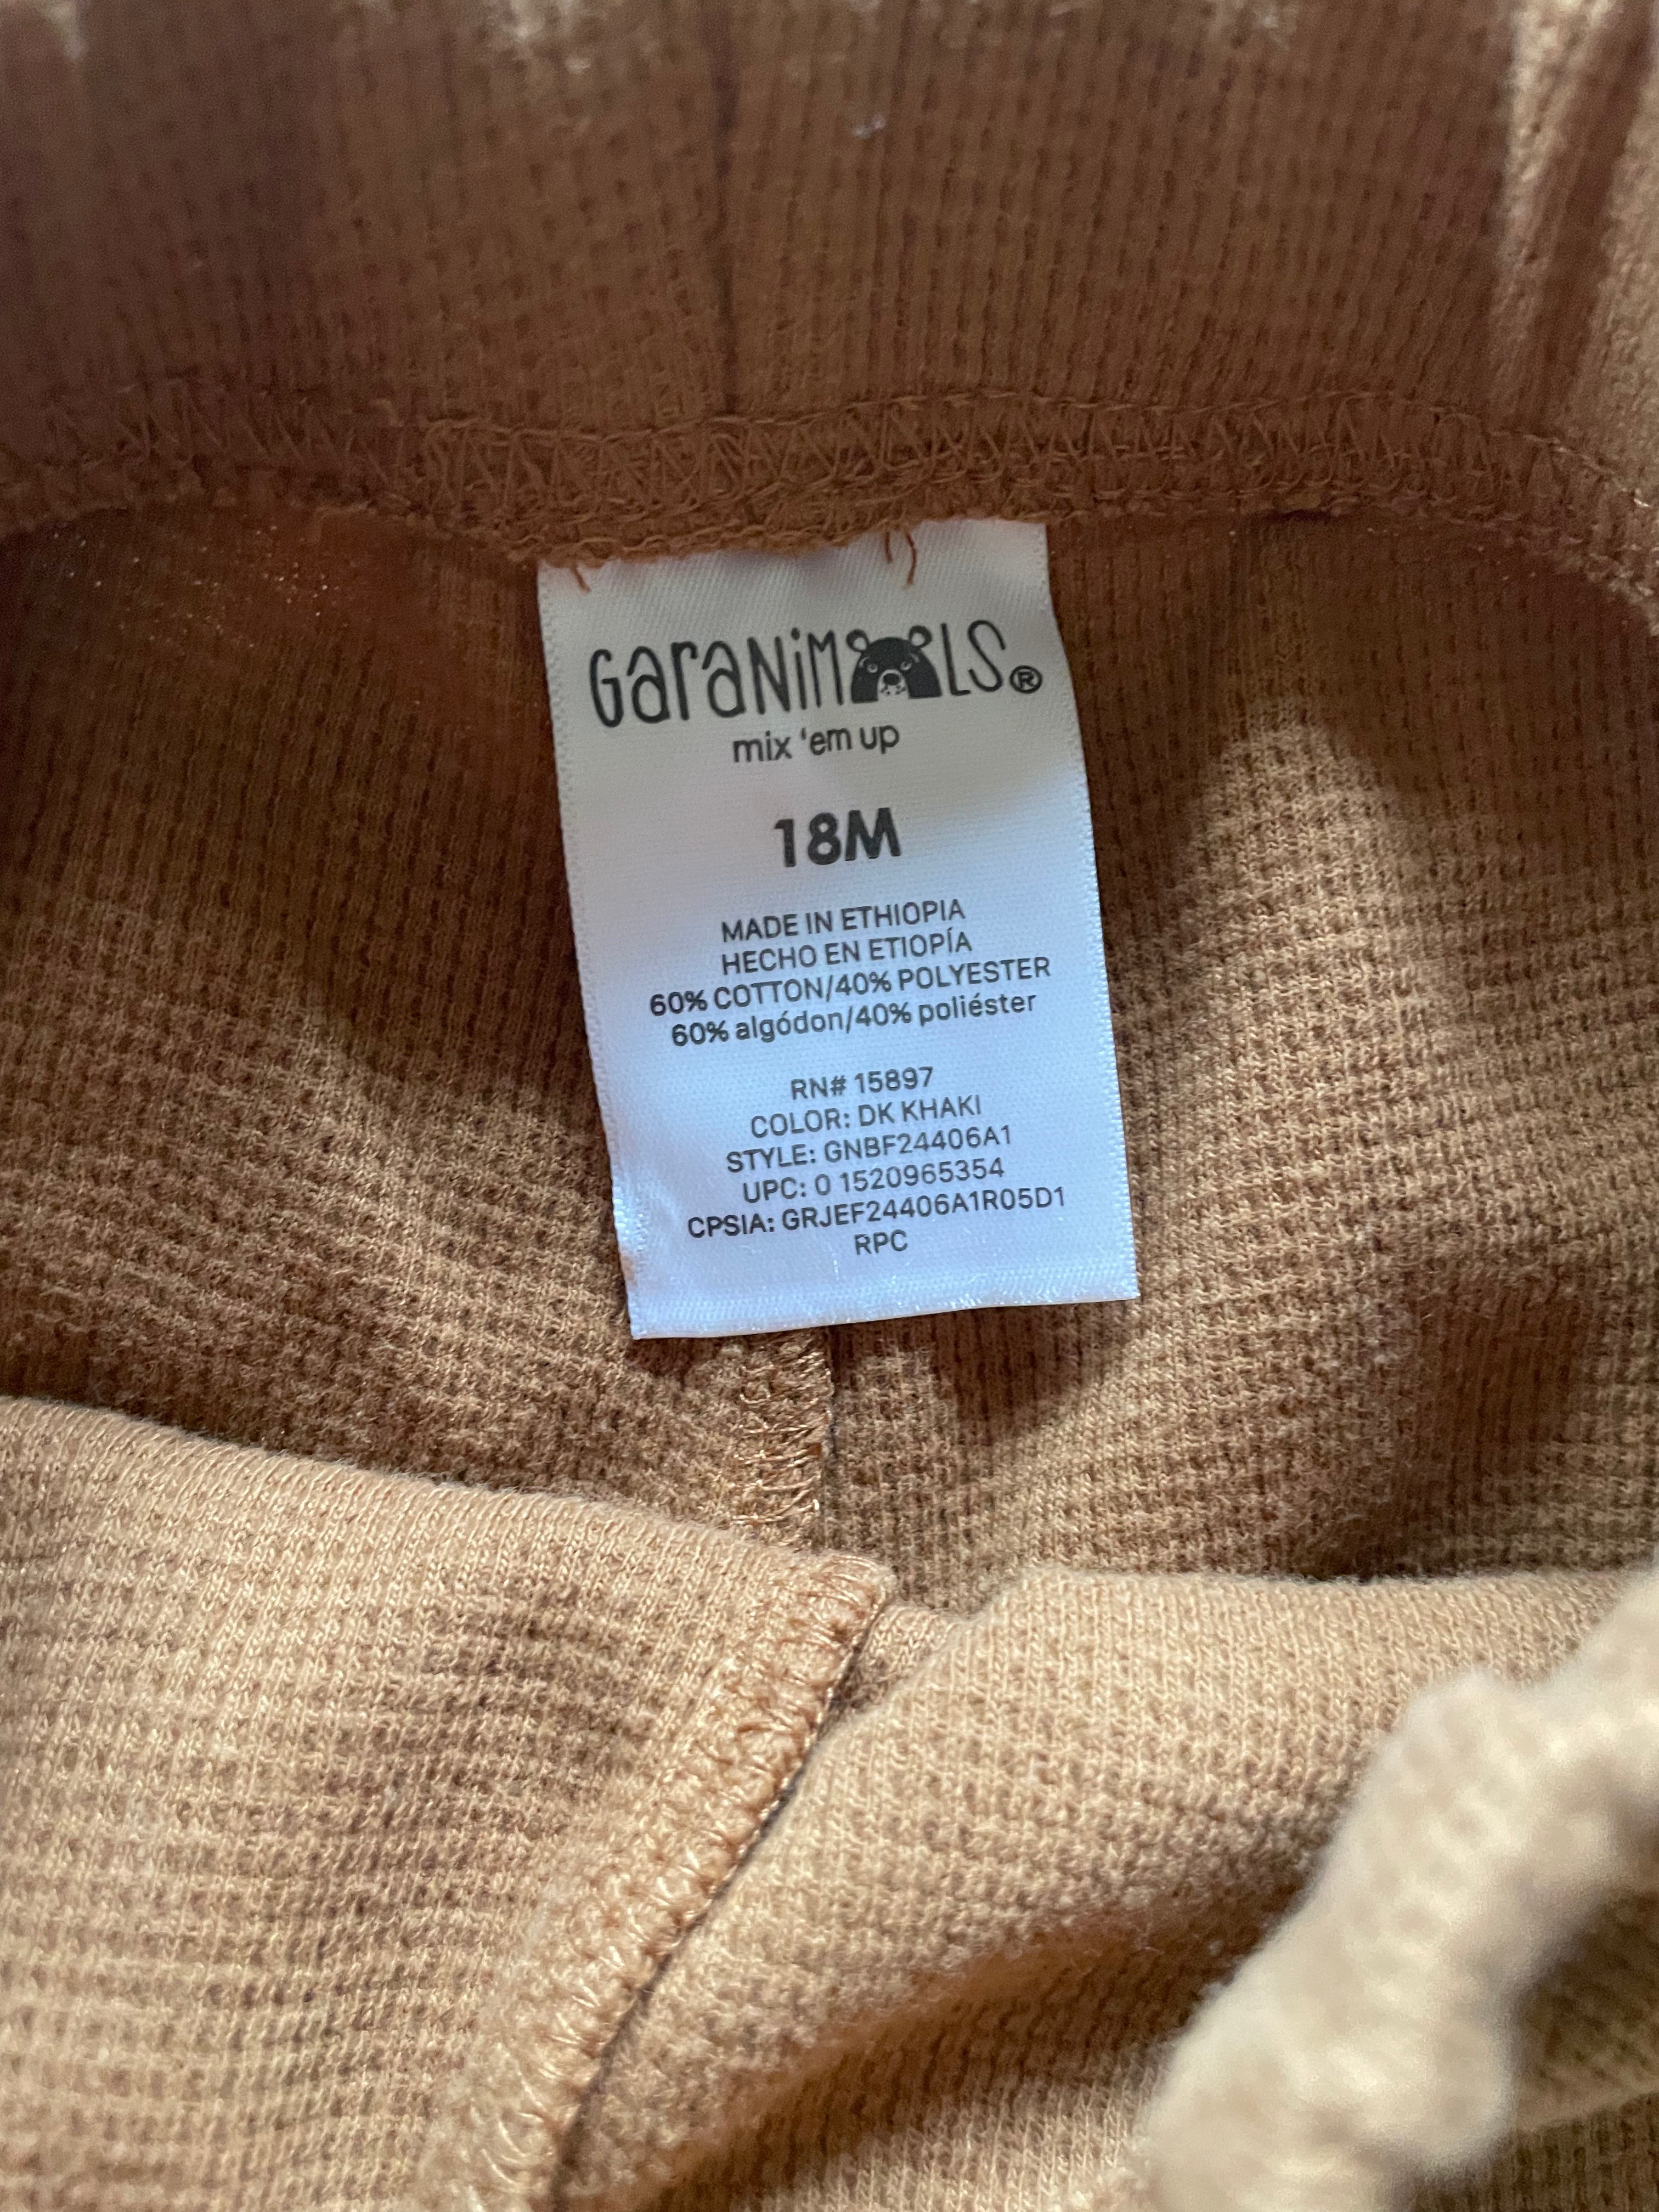 GaraNiMaLS®
mix 'em up
18M
MADE IN ETHIOPIA
HECHO EN ETIOPÍA
60% COTTON/40% POLYESTER
60% algódon/40% poliéster
RN# 15897
COLOR: DK KHAKI
STYLE: GNBF24406A1
UPC: 0 1520965354
CPSIA: GRJEF24406A1R05D1
RPC